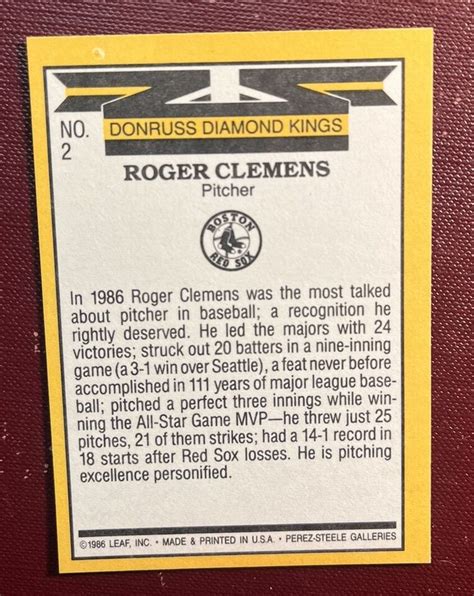 NO.
2
DONRUSS DIAMOND KINGS
ROGER CLEMENS
Pitcher
BOSTON
RED SOX
In 1986 Roger Clemens was the most talked
about pitcher in baseball; a recognition he
rightly deserved. He led the majors with 24
victories; struck out 20 batters in a nine-inning
game (a 3-1 win over Seattle), a feat never before
accomplished in 111 years of major league base-
ball; pitched a perfect three innings while win-
ning the All-Star Game MVP—he threw just 25
pitches, 21 of them strikes; had a 14-1 record in
18 starts after Red Sox losses. He is pitching
excellence personified.
©1986 LEAF, INC. • MADE & PRINTED IN U.S.A. • PEREZ-STEELE GALLERIES